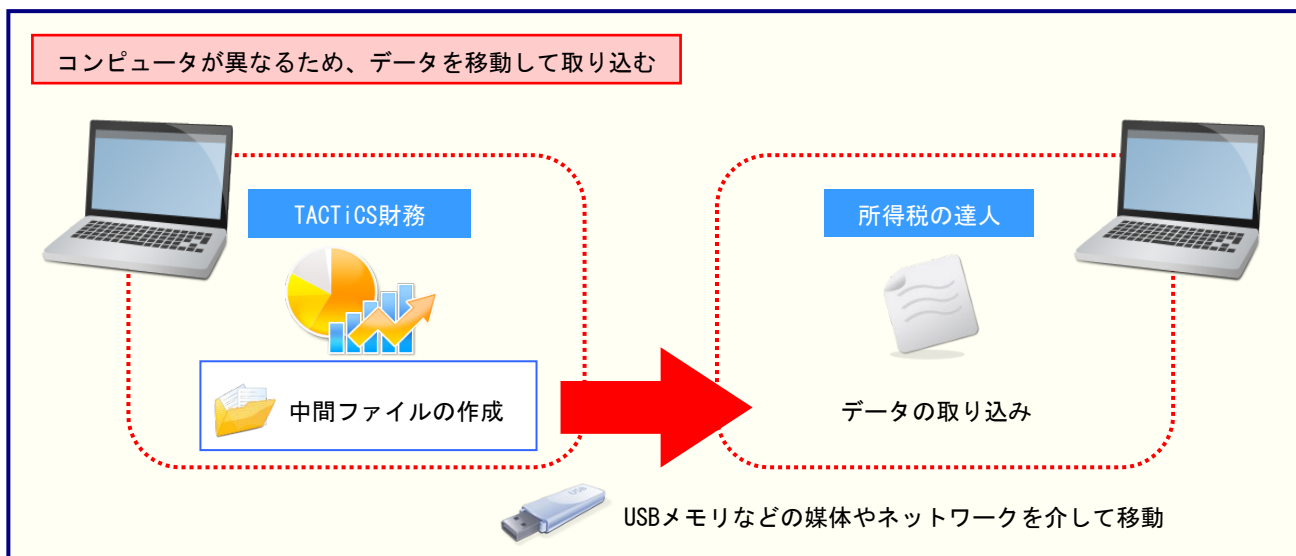 コンピュータが異なるため、データを移動して取り込む
TACTiCS財務
所得税の達人
中間ファイルの作成
データの取り込み
USB
USBメモリなどの媒体やネットワークを介して移動